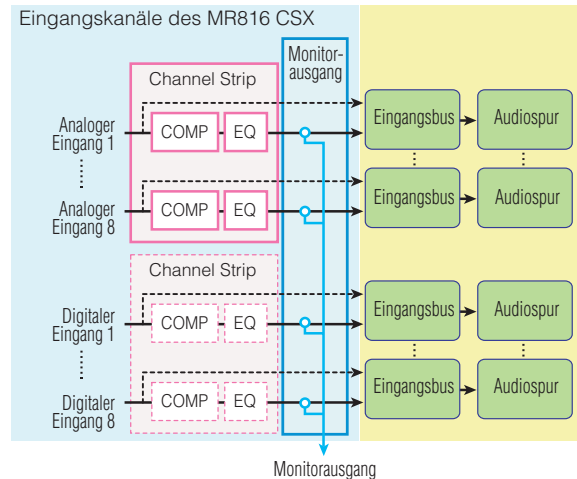 Eingangskanäle des MR816 CSX
Monitor-
ausgang
Channel Strip
Analoger
Eingang 1
COMP
EQ
Eingangsbus
Audiospur
Analoger
Eingang 8
COMP
EQ
Eingangsbus
Audiospur
Channel Strip
Digitaler
Eingang 1
COMP
EQ
Eingangsbus
Audiospur
Digitaler
Eingang 8
COMP
EQ
Eingangsbus
Audiospur
Monitorausgang